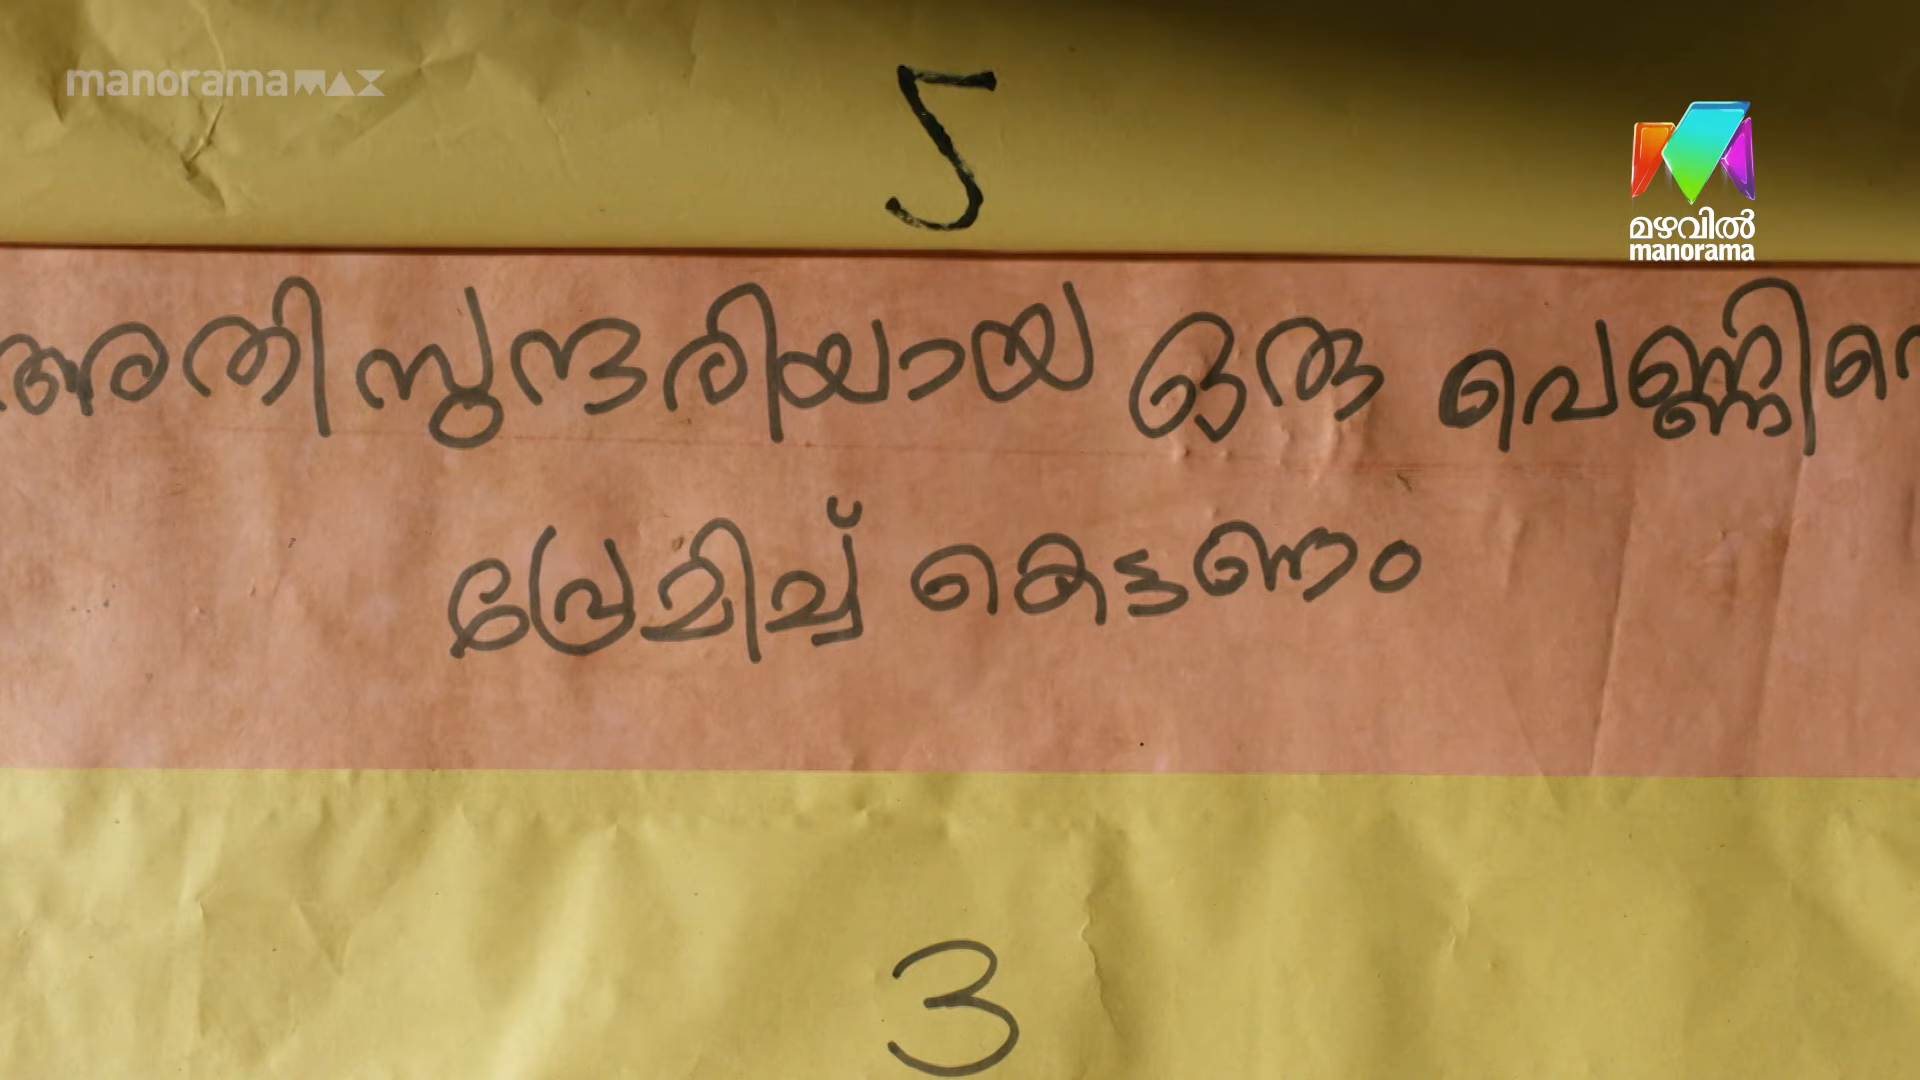 manoramaMAX
5
മഴവിൽ
manorama
അതി സുന്ദരിയായ ഒരു പെണ്ണിനെ
പ്രേമിച്ച് കെട്ടണം
3